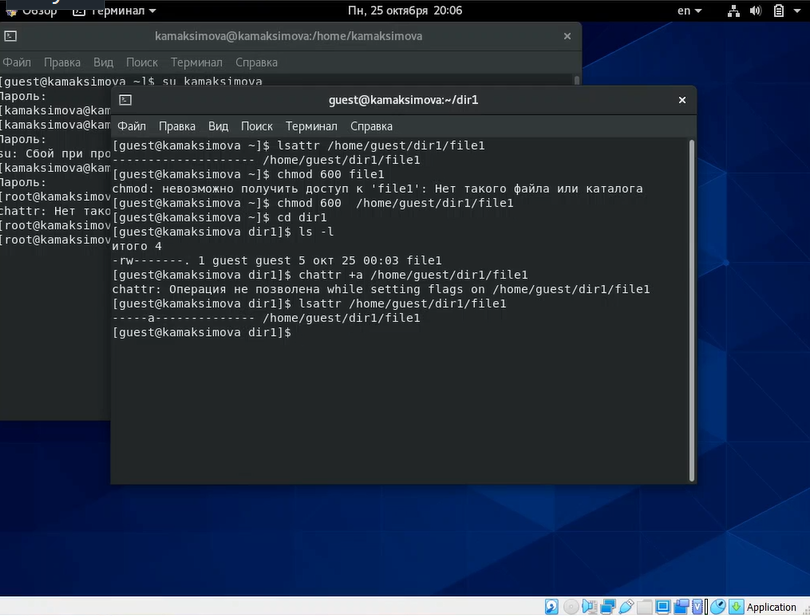 Обзор Терминал Пн, 25 октября 20:06 en
kamaksimova@kamaksimova:/home/kamaksimova
Файл Правка Вид Поиск Терминал Справка
[guest@kamaksimova ~]$ su kamaksimova
Пароль:
[kamaksimova@kam
[kamaksimova@kam
Пароль:
su: Сбой при про
[kamaksimova@kam
Пароль:
[root@kamaksimov
chattr: Нет тако
[root@kamaksimov
[root@kamaksimov
guest@kamaksimova:~/dir1
Файл Правка Вид Поиск Терминал Справка
[guest@kamaksimova ~]$ lsattr /home/guest/dir1/file1
-------------------- /home/guest/dir1/file1
[guest@kamaksimova ~]$ chmod 600 file1
chmod: невозможно получить доступ к 'file1': Нет такого файла или каталога
[guest@kamaksimova ~]$ chmod 600  /home/guest/dir1/file1
[guest@kamaksimova ~]$ cd dir1
[guest@kamaksimova dir1]$ ls -l
итого 4
-rw-------. 1 guest guest 5 окт 25 00:03 file1
[guest@kamaksimova dir1]$ chattr +a /home/guest/dir1/file1
chattr: Операция не позволена while setting flags on /home/guest/dir1/file1
[guest@kamaksimova dir1]$ lsattr /home/guest/dir1/file1
-----a-------------- /home/guest/dir1/file1
[guest@kamaksimova dir1]$
Application